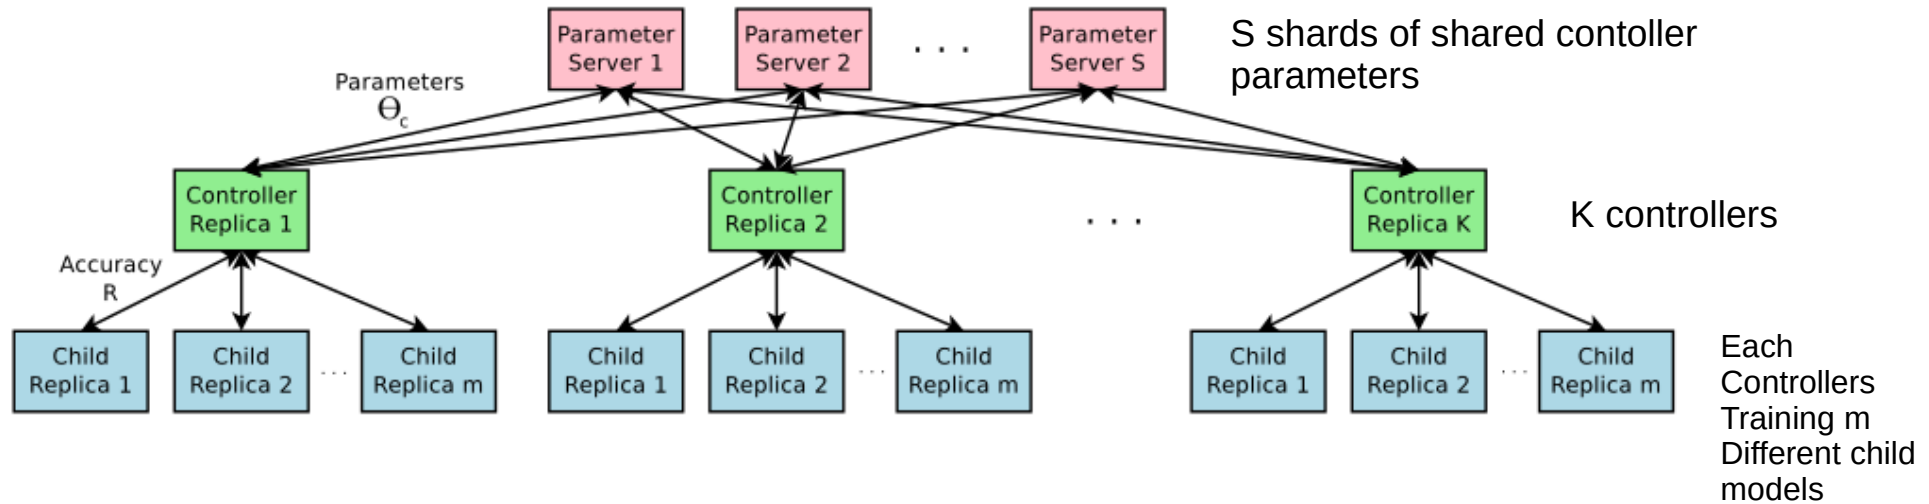 Parameter
Server 1
Parameter
Server 2
. . .
Parameter
Server S
S shards of shared contoller
parameters
Parameters
Θc
Controller
Replica 1
Controller
Replica 2
. . .
Controller
Replica K
K controllers
Accuracy
R
Child
Replica 1
Child
Replica 2
...
Child
Replica m
Child
Replica 1
Child
Replica 2
...
Child
Replica m
Child
Replica 1
Child
Replica 2
...
Child
Replica m
Each
Controllers
Training m
Different child
models